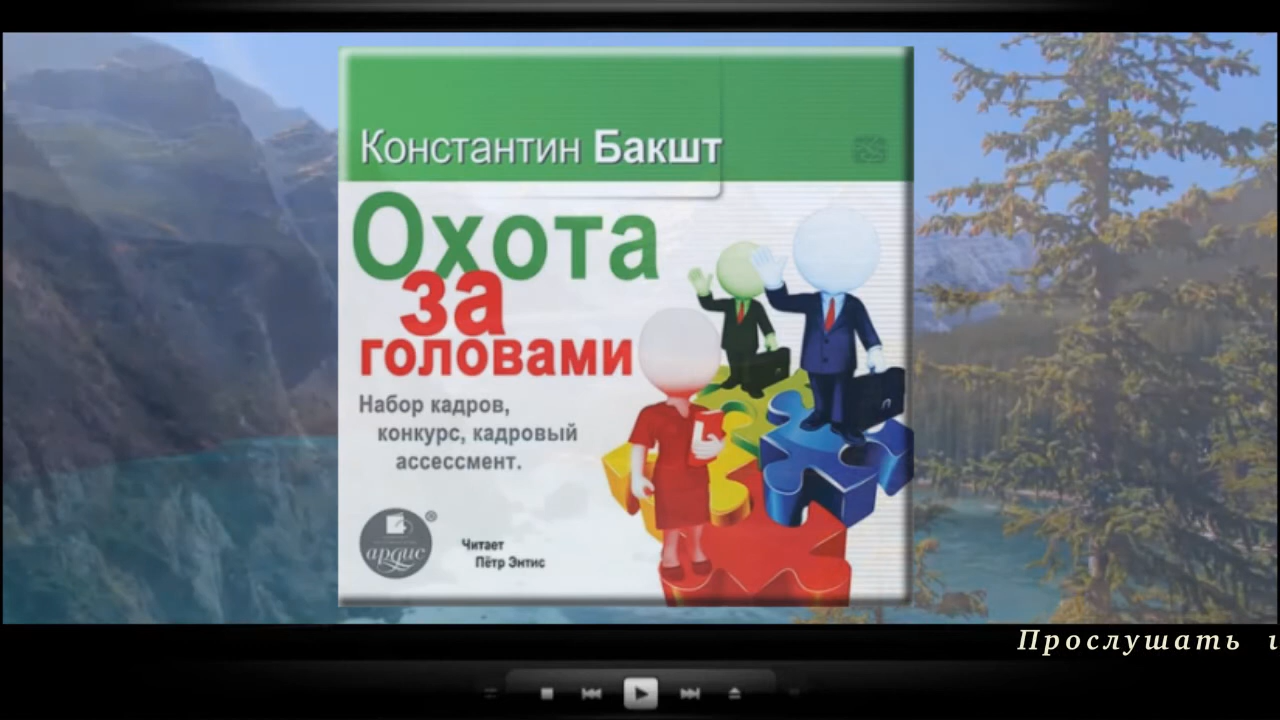 Константин Бакшт
Охота
за
головами
Набор кадров,
конкурс, кадровый
ассессмент.
ардис
®
Читает
Пётр Энтис
Прослушать